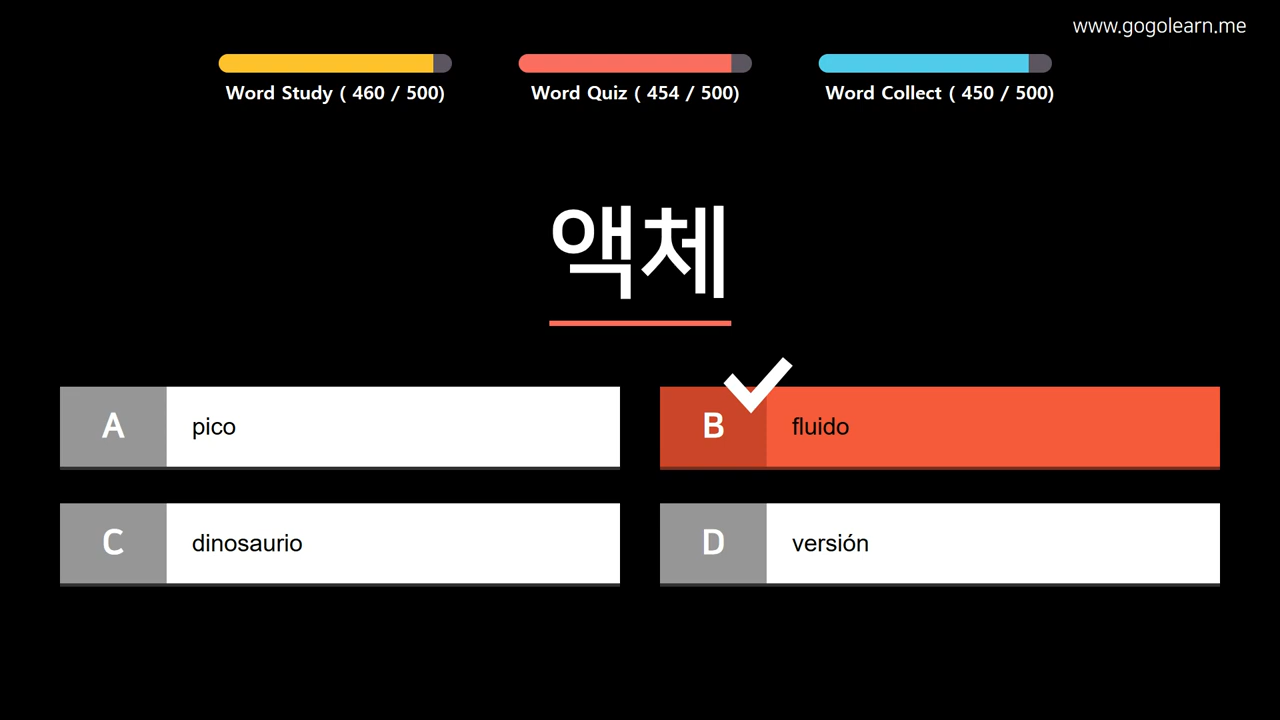 www.gogolearn.me
Word Study ( 460 / 500)
Word Quiz ( 454 / 500)
Word Collect ( 450 / 500)
액체
A pico
B fluido
C dinosaurio
D versión